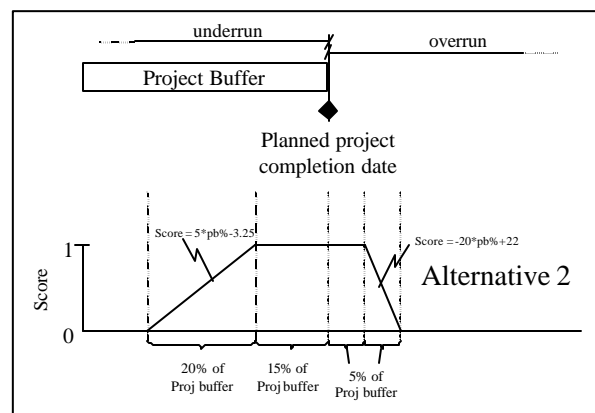 underrun
overrun
Project Buffer
Planned project
completion date
Score = 5*pb%-3.25
Score = -20*pb%+22
Alternative 2
Score
1
0
20% of
Proj buffer
15% of
Proj buffer
5% of
Proj buffer